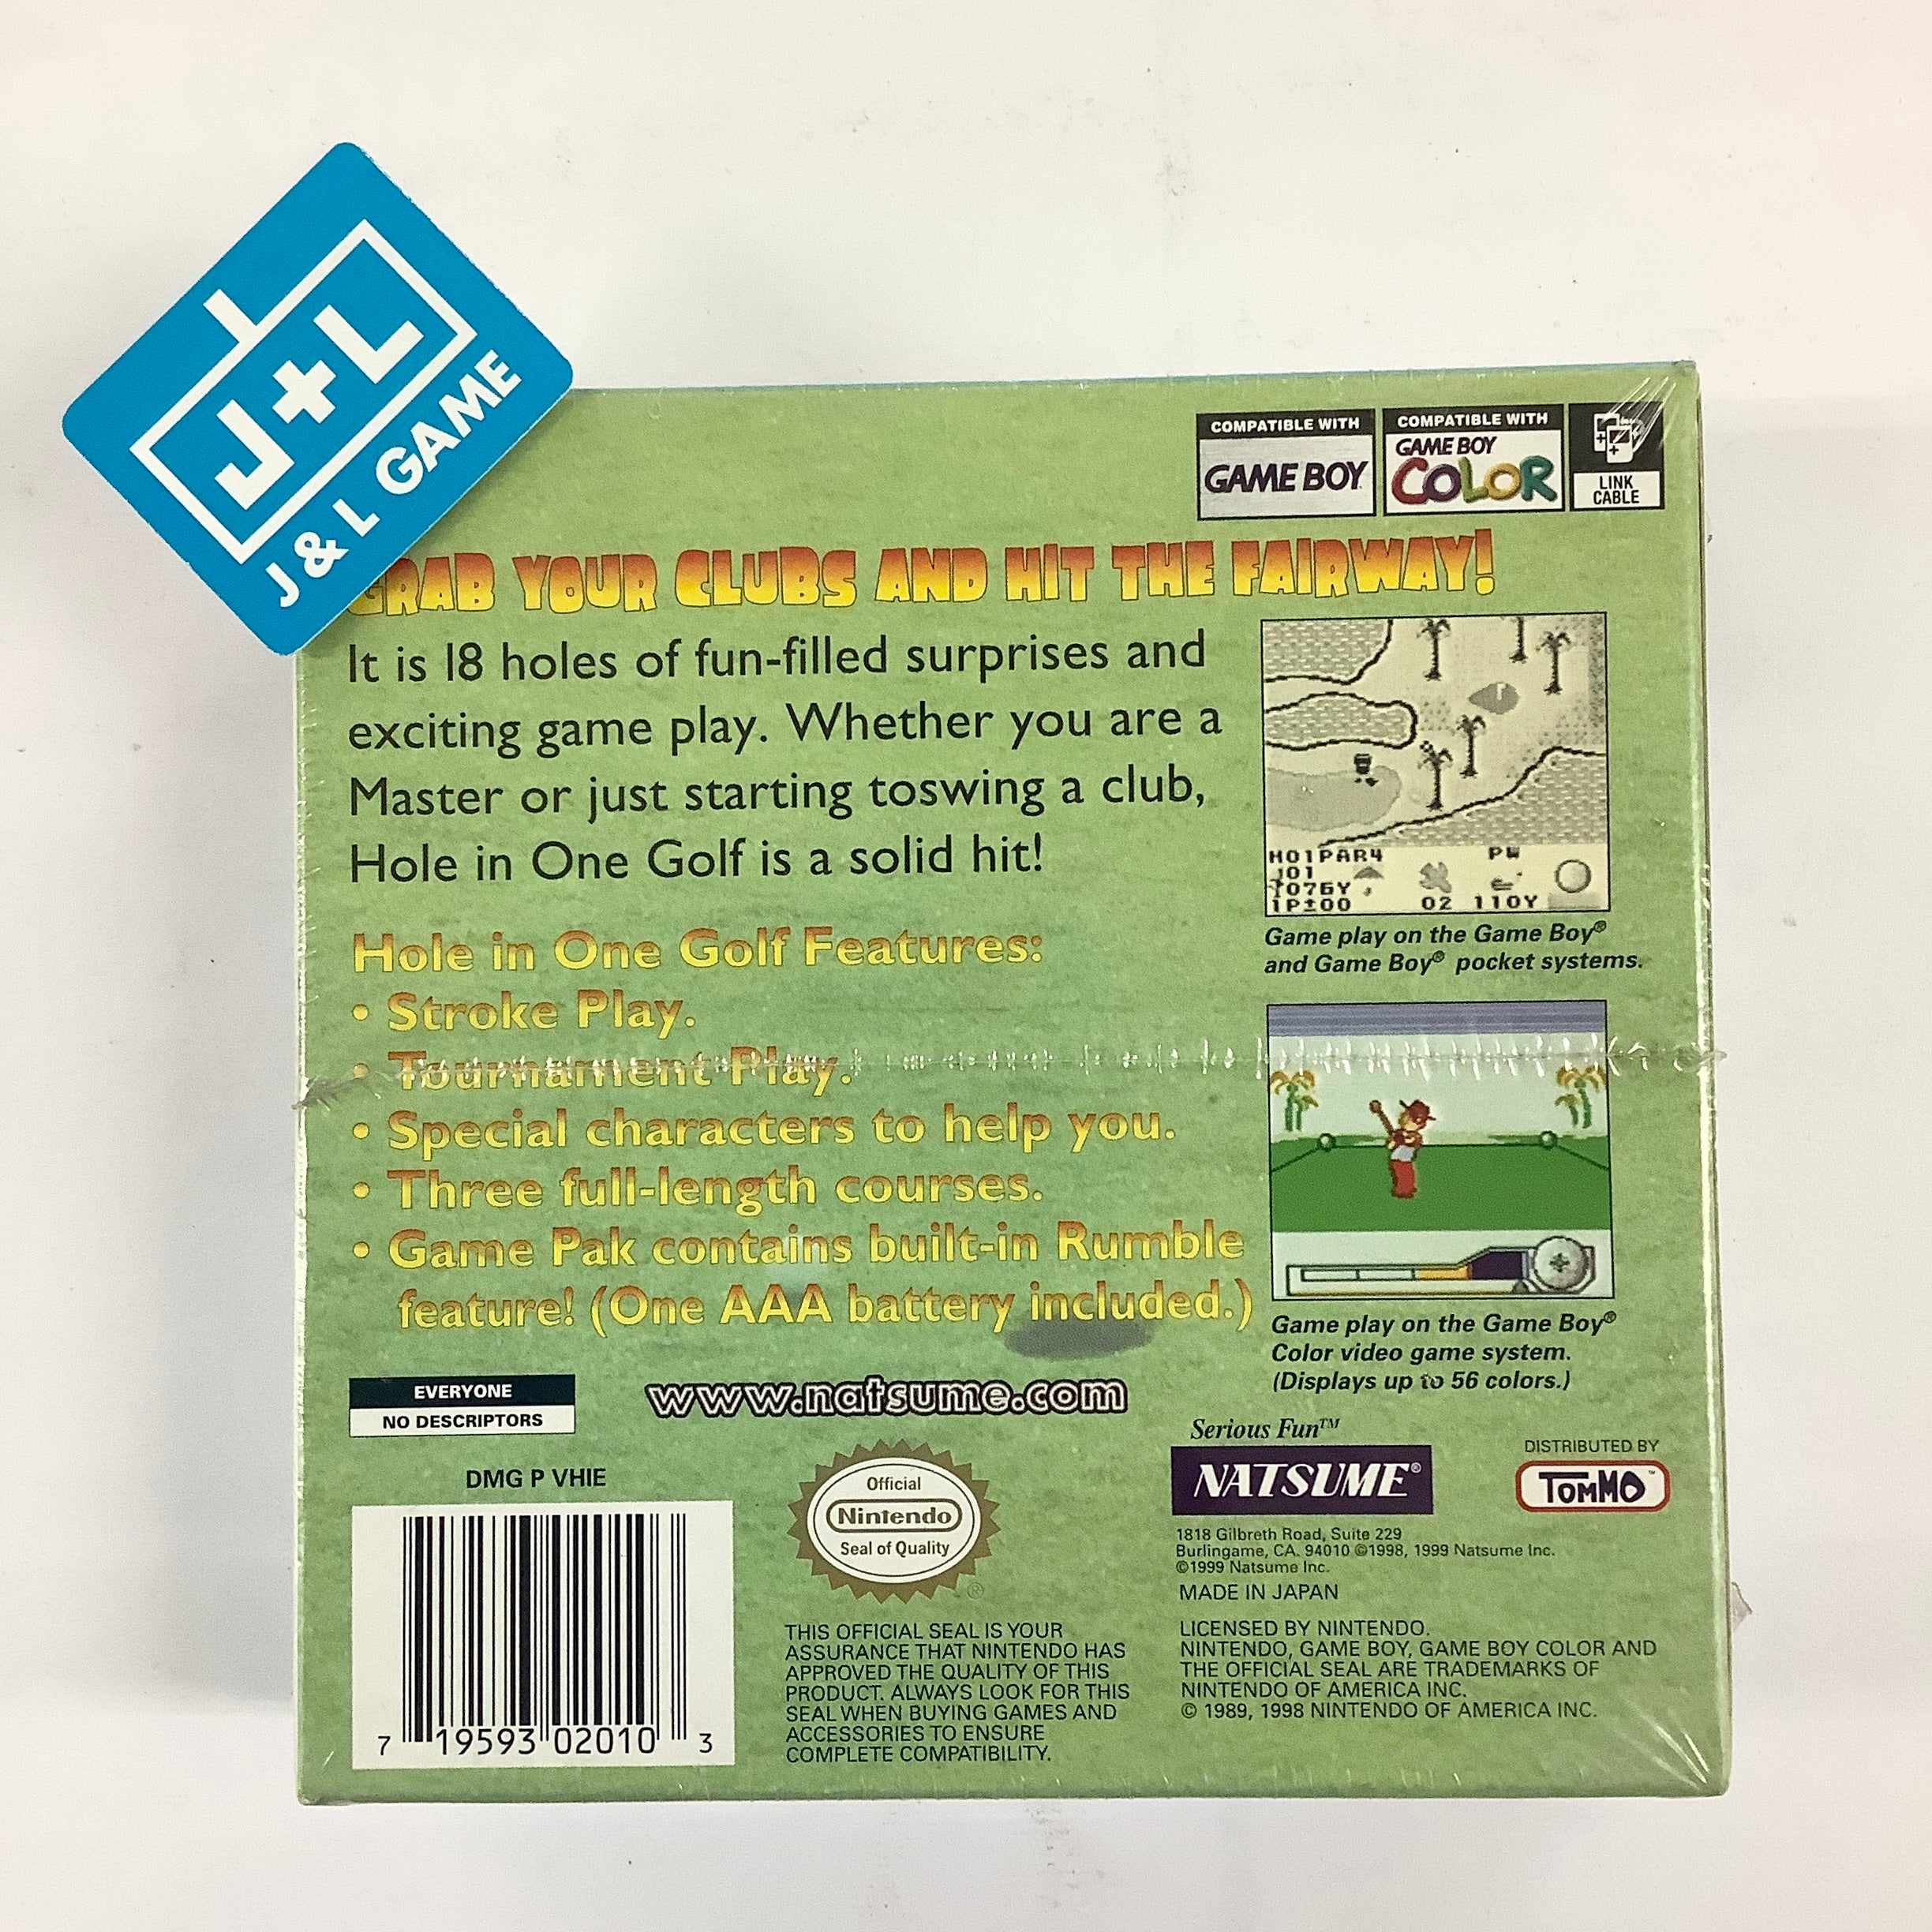 J+L
J & L GAME
COMPATIBLE WITH
GAME BOY
COMPATIBLE WITH
GAME BOY
COLOR
LINK
CABLE
GRAB YOUR CLUBS AND HIT THE FAIRWAY!
It is 18 holes of fun-filled surprises and
exciting game play. Whether you are a
Master or just starting toswing a club,
Hole in One Golf is a solid hit!
H01PAR4 PW
J01
076Y
1P±00 02 110Y
Game play on the Game Boy®
and Game Boy® pocket systems.
Hole in One Golf Features:
• Stroke Play.
• Tournament Play.
• Special characters to help you.
• Three full-length courses.
• Game Pak contains built-in Rumble
feature! (One AAA battery included.)
Game play on the Game Boy®
Color video game system.
(Displays up to 56 colors.)
EVERYONE
NO DESCRIPTORS
www.natsume.com
DMG P VHIE
7 19593 02010 3
Official
Nintendo
Seal of Quality
®
THIS OFFICIAL SEAL IS YOUR
ASSURANCE THAT NINTENDO HAS
APPROVED THE QUALITY OF THIS
PRODUCT. ALWAYS LOOK FOR THIS
SEAL WHEN BUYING GAMES AND
ACCESSORIES TO ENSURE
COMPLETE COMPATIBILITY.
Serious Fun™
NATSUME®
DISTRIBUTED BY
TOMMO™
1818 Gilbreth Road, Suite 229
Burlingame, CA. 94010 ©1998, 1999 Natsume Inc.
©1999 Natsume Inc.
MADE IN JAPAN
LICENSED BY NINTENDO.
NINTENDO, GAME BOY, GAME BOY COLOR AND
THE OFFICIAL SEAL ARE TRADEMARKS OF
NINTENDO OF AMERICA INC.
© 1989, 1998 NINTENDO OF AMERICA INC.